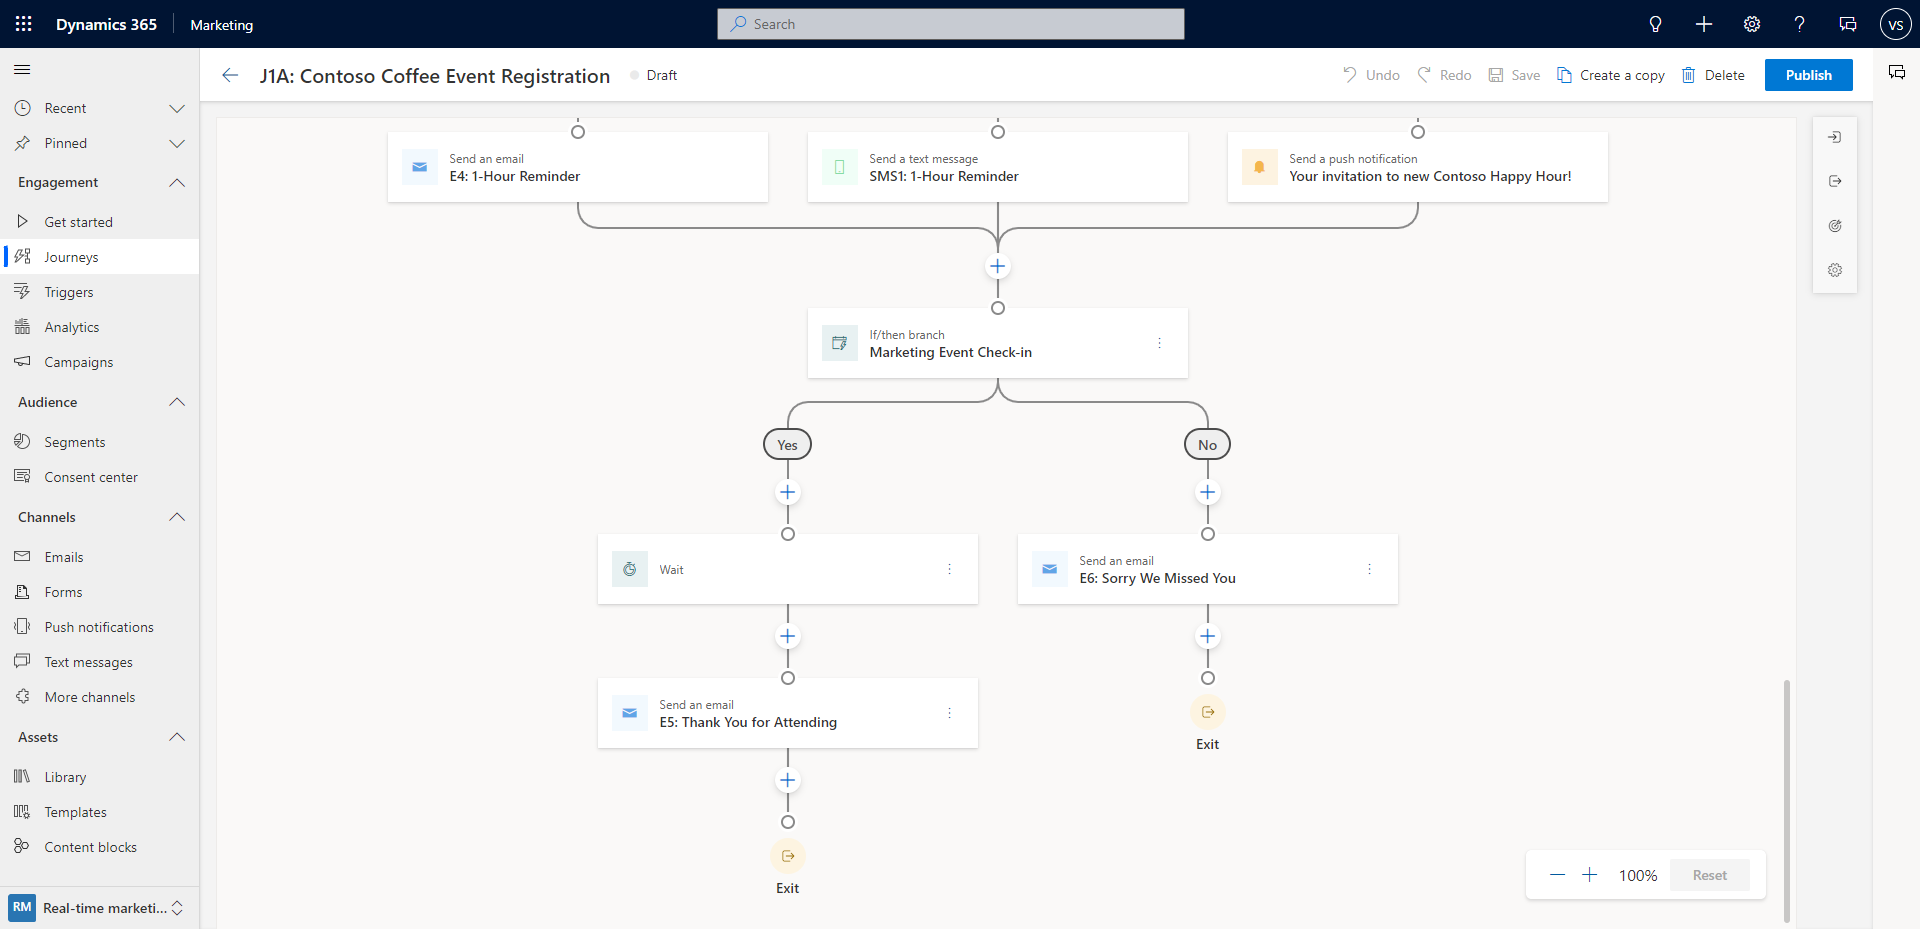 Dynamics 365
Marketing
Search
VS
J1A: Contoso Coffee Event Registration
Draft
Undo
Redo
Save
Create a copy
Delete
Publish
Recent
Pinned
Engagement
Get started
Journeys
Triggers
Analytics
Campaigns
Audience
Segments
Consent center
Channels
Emails
Forms
Push notifications
Text messages
More channels
Assets
Library
Templates
Content blocks
RM
Real-time marketi...
Send an email
E4: 1-Hour Reminder
Send a text message
SMS1: 1-Hour Reminder
Send a push notification
Your invitation to new Contoso Happy Hour!
If/then branch
Marketing Event Check-in
Yes
No
Wait
Send an email
E6: Sorry We Missed You
Send an email
E5: Thank You for Attending
Exit
Exit
100%
Reset